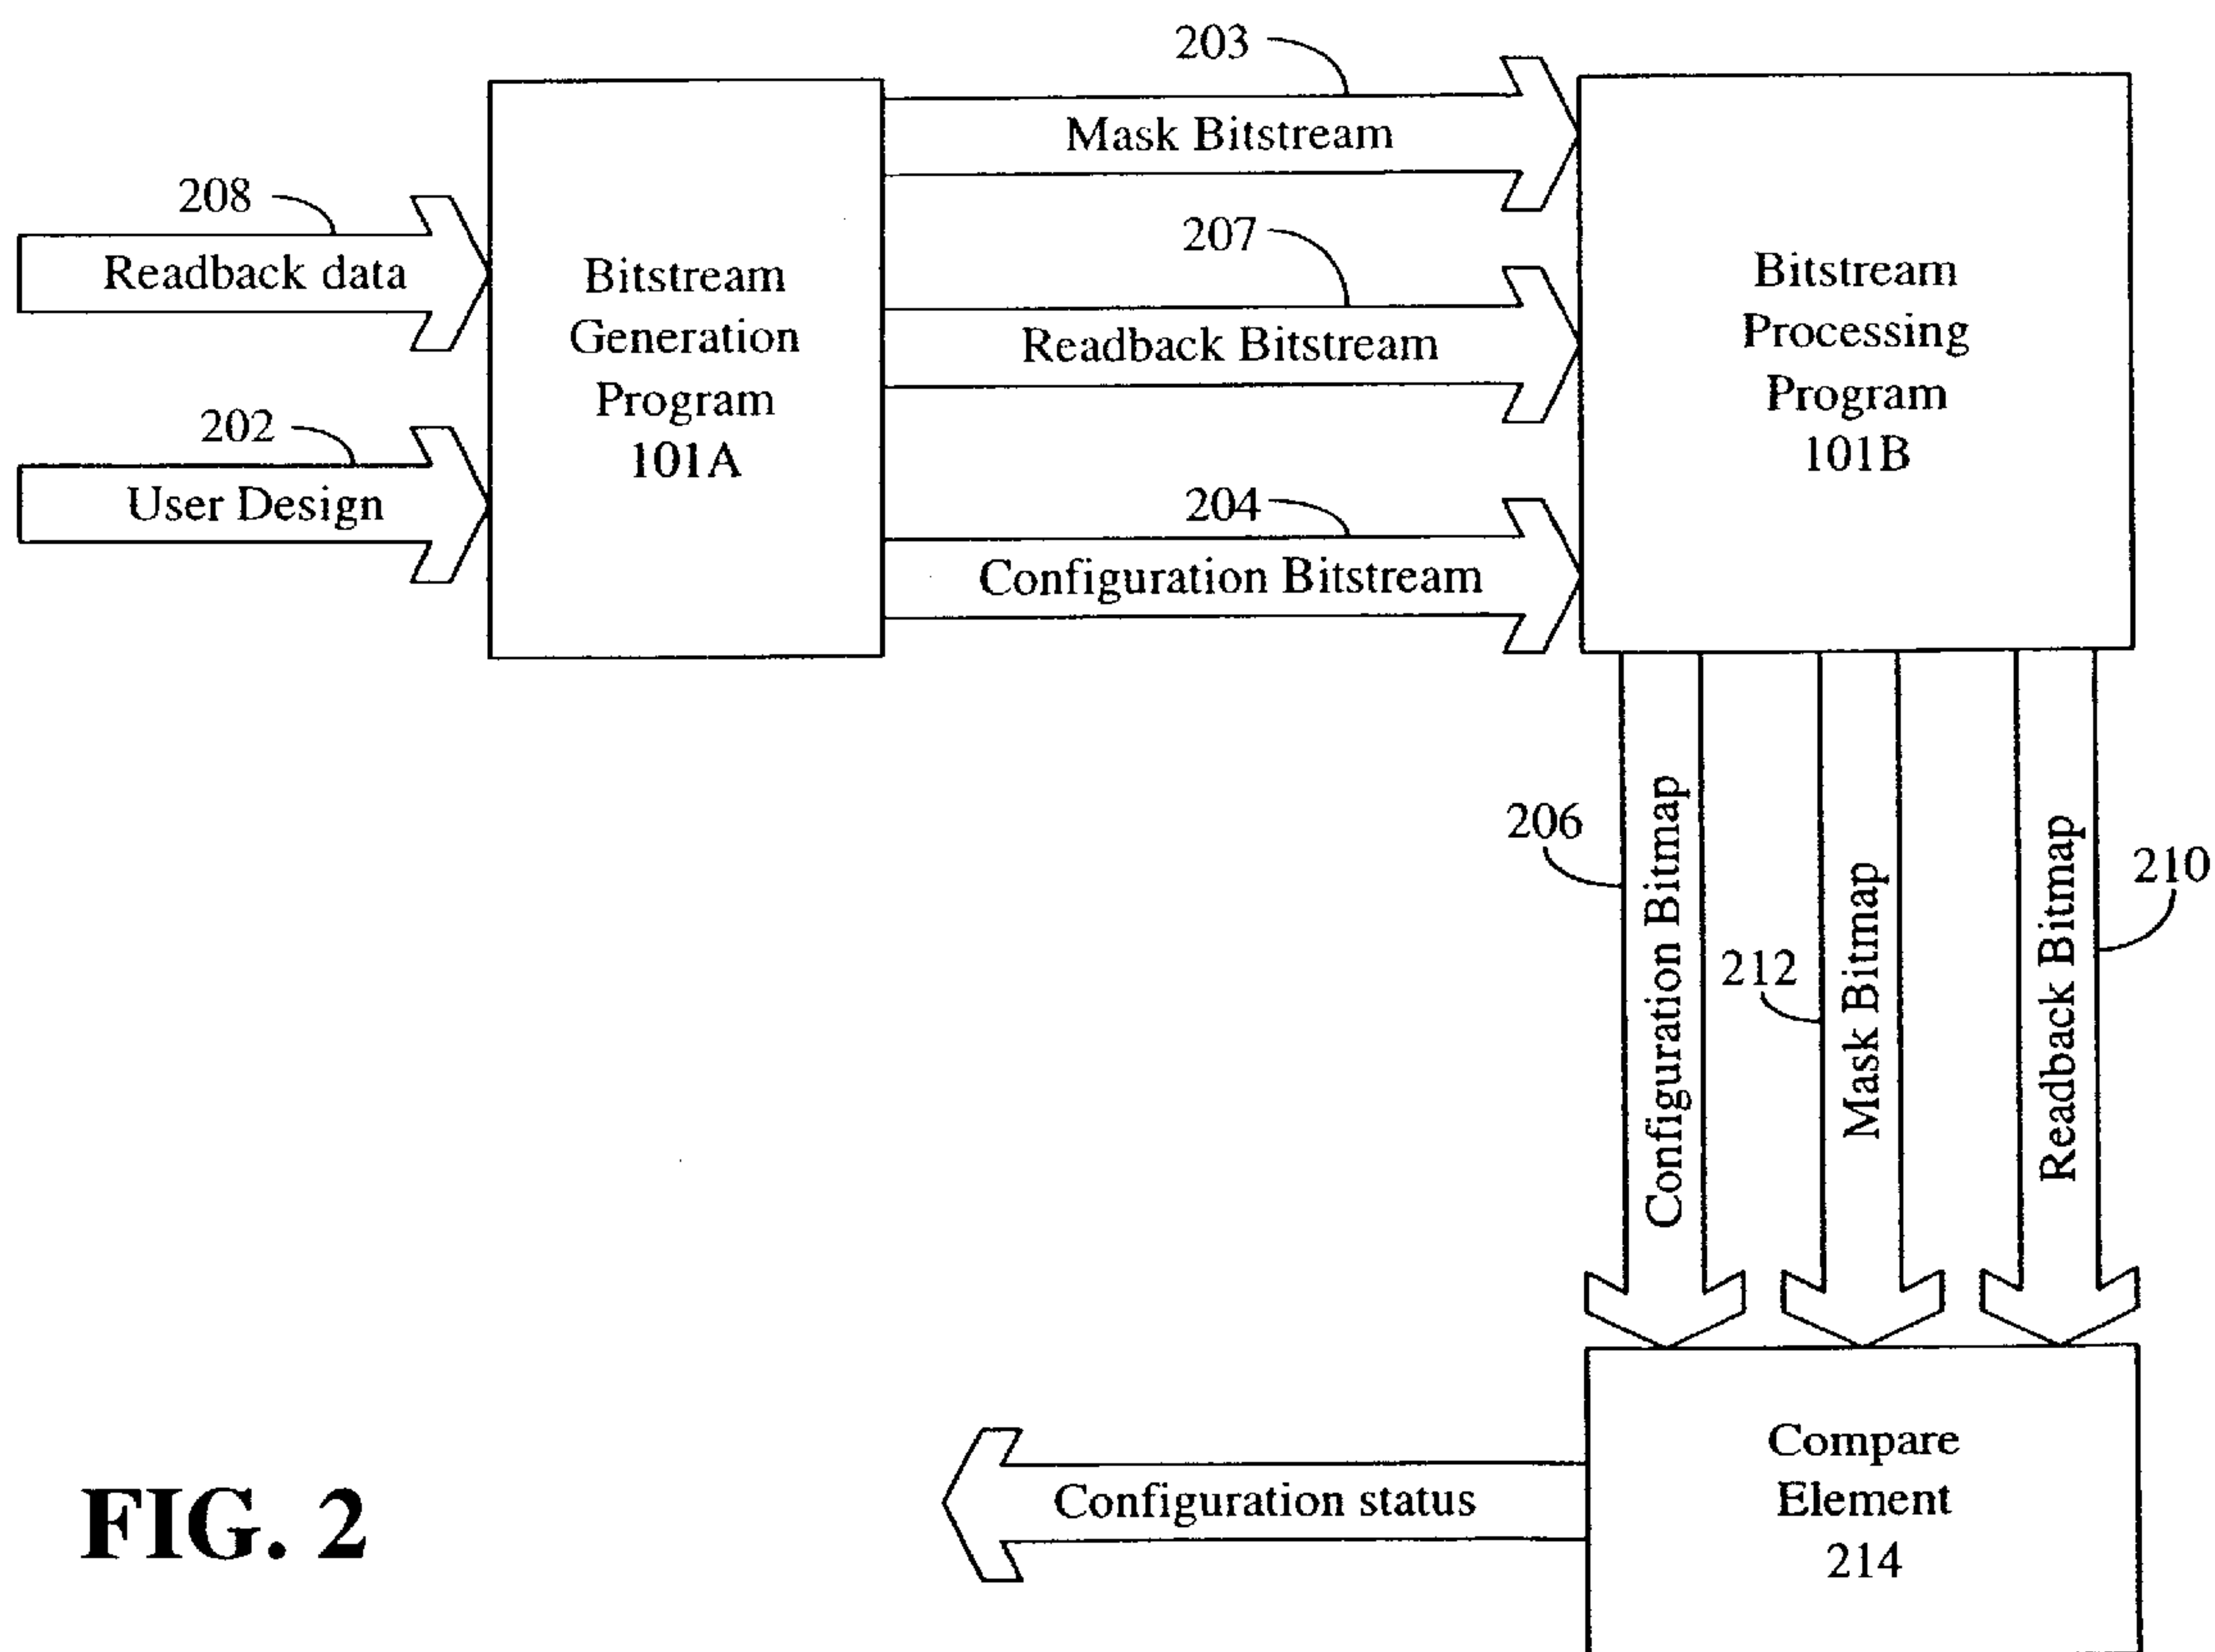 203
Mask Bitstream
208
Readback data
207
Readback Bitstream
202
User Design
204
Configuration Bitstream
Bitstream
Generation
Program
101A
Bitstream
Processing
Program
101B
206
Configuration Bitmap
212
Mask Bitmap
210
Readback Bitmap
Compare
Element
214
Configuration status
FIG. 2